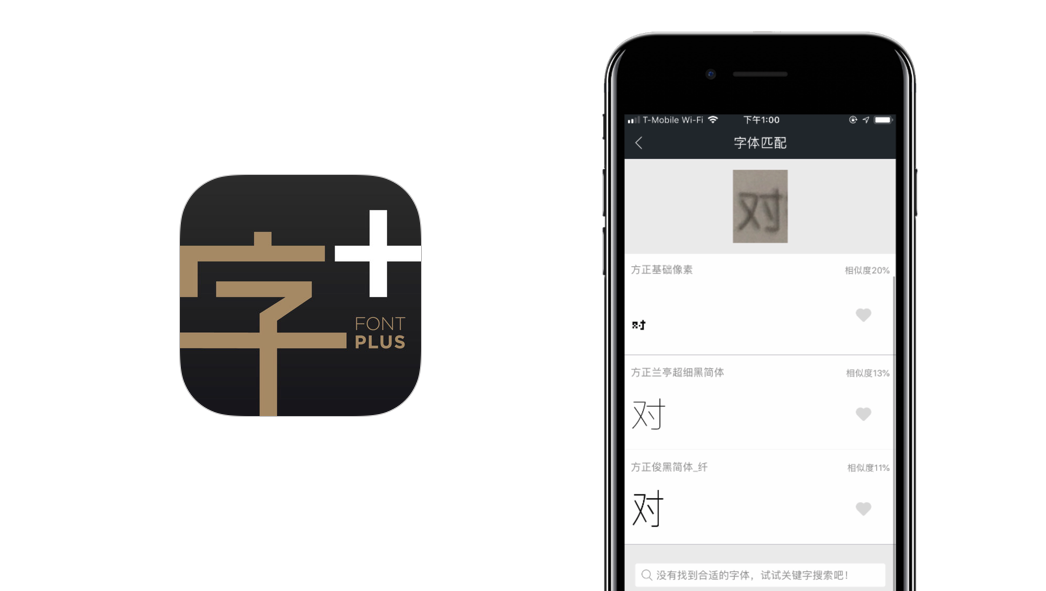 字+
FONT
PLUS
T-Mobile Wi-Fi 下午1:00
字体匹配
对
方正基础像素 相似度20%
对
方正兰亭超细黑简体 相似度13%
对
方正俊黑简体_纤 相似度11%
对
没有找到合适的字体，试试关键字搜索吧！